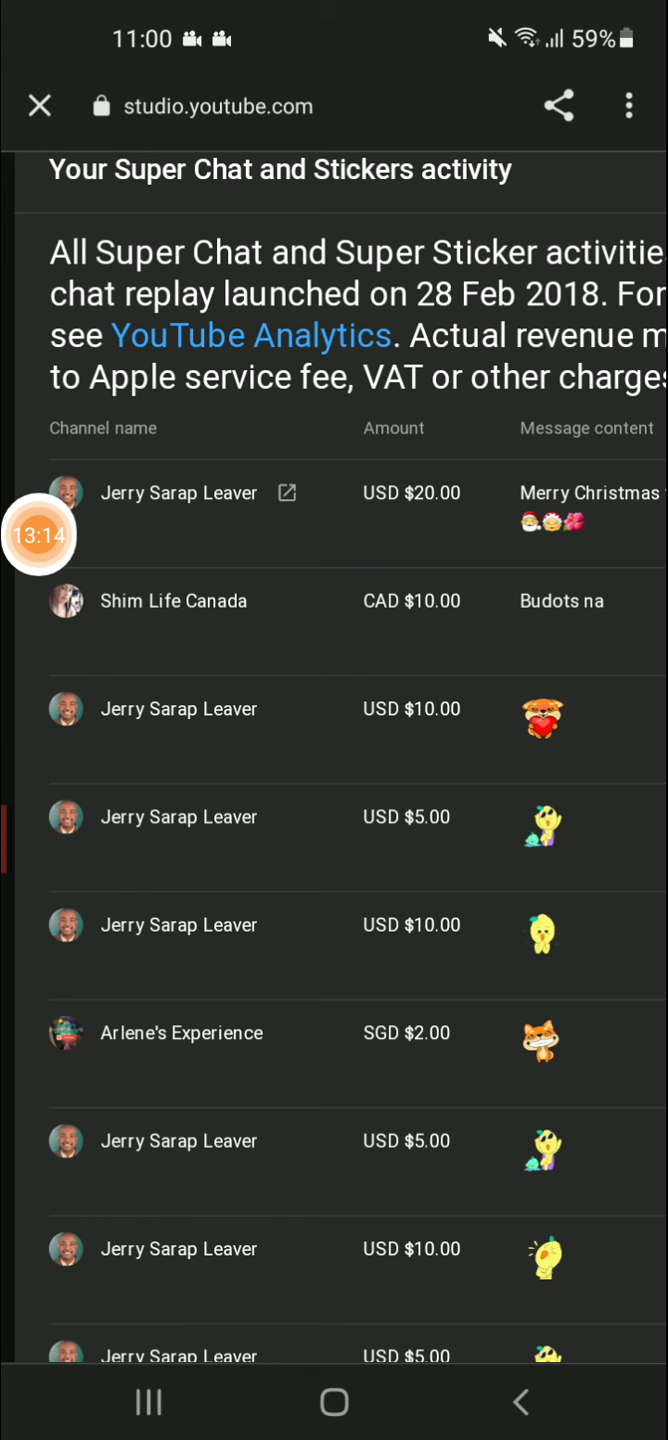 11:00 59%
studio.youtube.com
Your Super Chat and Stickers activity
All Super Chat and Super Sticker activitie
chat replay launched on 28 Feb 2018. For
see YouTube Analytics. Actual revenue m
to Apple service fee, VAT or other charges
Channel name Amount Message content
Jerry Sarap Leaver USD $20.00 Merry Christmas
13:14
Shim Life Canada CAD $10.00 Budots na
Jerry Sarap Leaver USD $10.00
Jerry Sarap Leaver USD $5.00
Jerry Sarap Leaver USD $10.00
Arlene's Experience SGD $2.00
Jerry Sarap Leaver USD $5.00
Jerry Sarap Leaver USD $10.00
Jerry Sarap Leaver USD $5.00